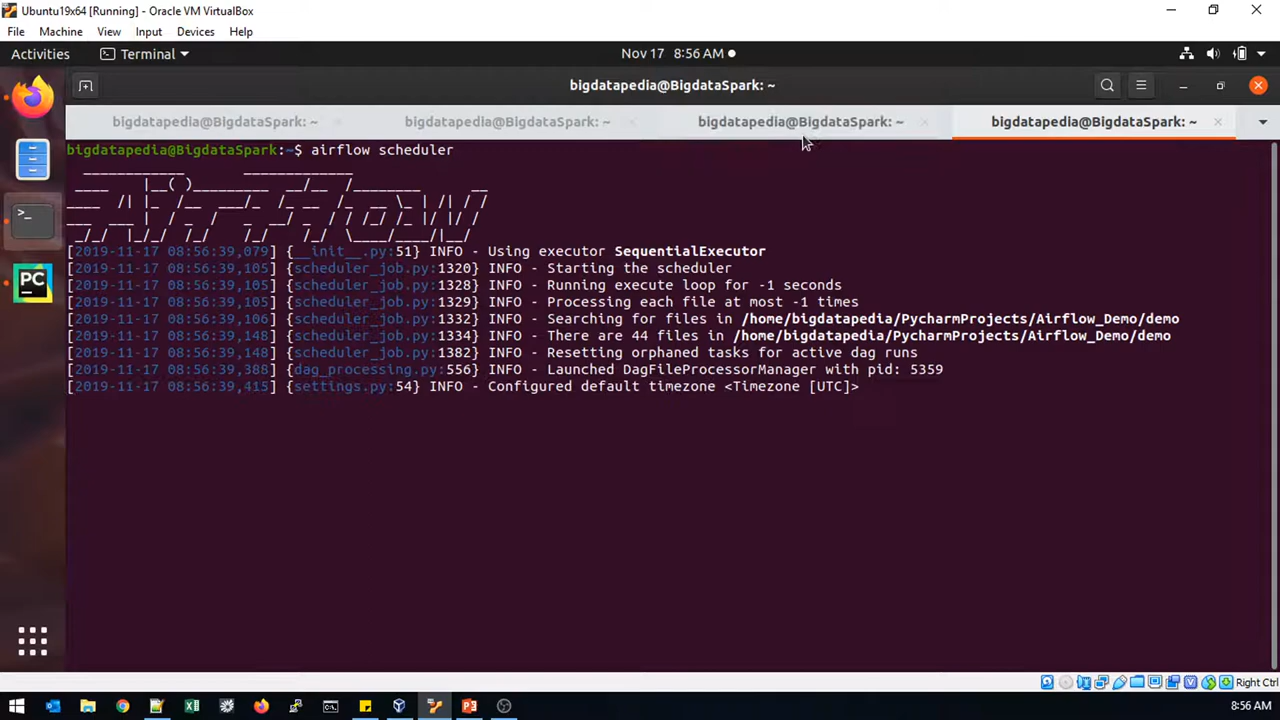 Ubuntu19x64 [Running] - Oracle VM VirtualBox
File Machine View Input Devices Help
Activities Terminal Nov 17 8:56 AM
bigdatapedia@BigdataSpark: ~
bigdatapedia@BigdataSpark: ~ bigdatapedia@BigdataSpark: ~ bigdatapedia@BigdataSpark: ~ bigdatapedia@BigdataSpark: ~
bigdatapedia@BigdataSpark:~$ airflow scheduler
AirFlow
[2019-11-17 08:56:39,079] {__init__.py:51} INFO - Using executor SequentialExecutor
[2019-11-17 08:56:39,105] {scheduler_job.py:1320} INFO - Starting the scheduler
[2019-11-17 08:56:39,105] {scheduler_job.py:1328} INFO - Running execute loop for -1 seconds
[2019-11-17 08:56:39,105] {scheduler_job.py:1329} INFO - Processing each file at most -1 times
[2019-11-17 08:56:39,106] {scheduler_job.py:1332} INFO - Searching for files in /home/bigdatapedia/PycharmProjects/Airflow_Demo/demo
[2019-11-17 08:56:39,148] {scheduler_job.py:1334} INFO - There are 44 files in /home/bigdatapedia/PycharmProjects/Airflow_Demo/demo
[2019-11-17 08:56:39,148] {scheduler_job.py:1382} INFO - Resetting orphaned tasks for active dag runs
[2019-11-17 08:56:39,388] {dag_processing.py:556} INFO - Launched DagFileProcessorManager with pid: 5359
[2019-11-17 08:56:39,415] {settings.py:54} INFO - Configured default timezone <Timezone [UTC]>
PC
Right Ctrl
8:56 AM